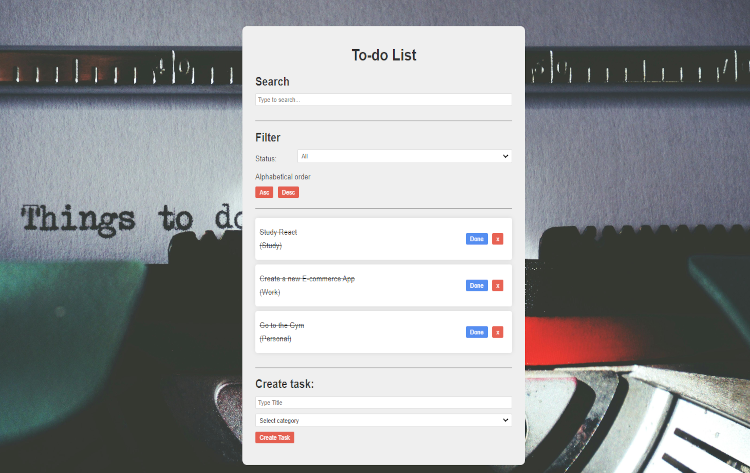 To-do List
Search
Type to search...
Filter
Status:
All
Alphabetical order
Asc Desc
Things to do
Study React
(Study)
Done x
Create a new E-commerce App
(Work)
Done x
Go to the Gym
(Personal)
Done x
Create task:
Type Title
Select category
Create Task